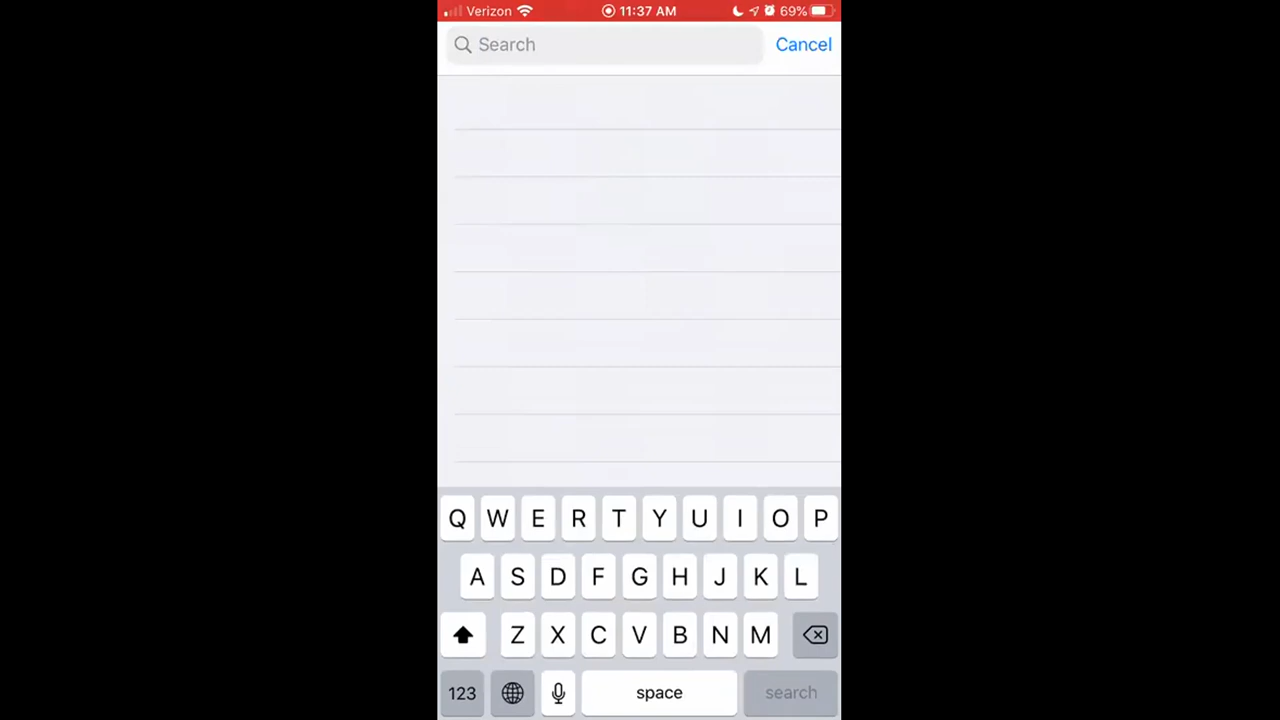 Verizon 11:37 AM 69%
Search Cancel
Q W E R T Y U I O P
A S D F G H J K L
Z X C V B N M
123 space search